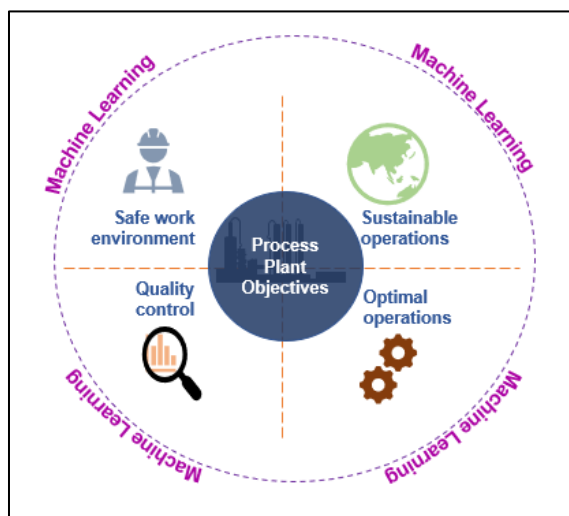 Machine Learning
Machine Learning
Safe work
environment
Sustainable
operations
Process
Plant
Objectives
Quality
control
Optimal
operations
Machine Learning
Machine Learning